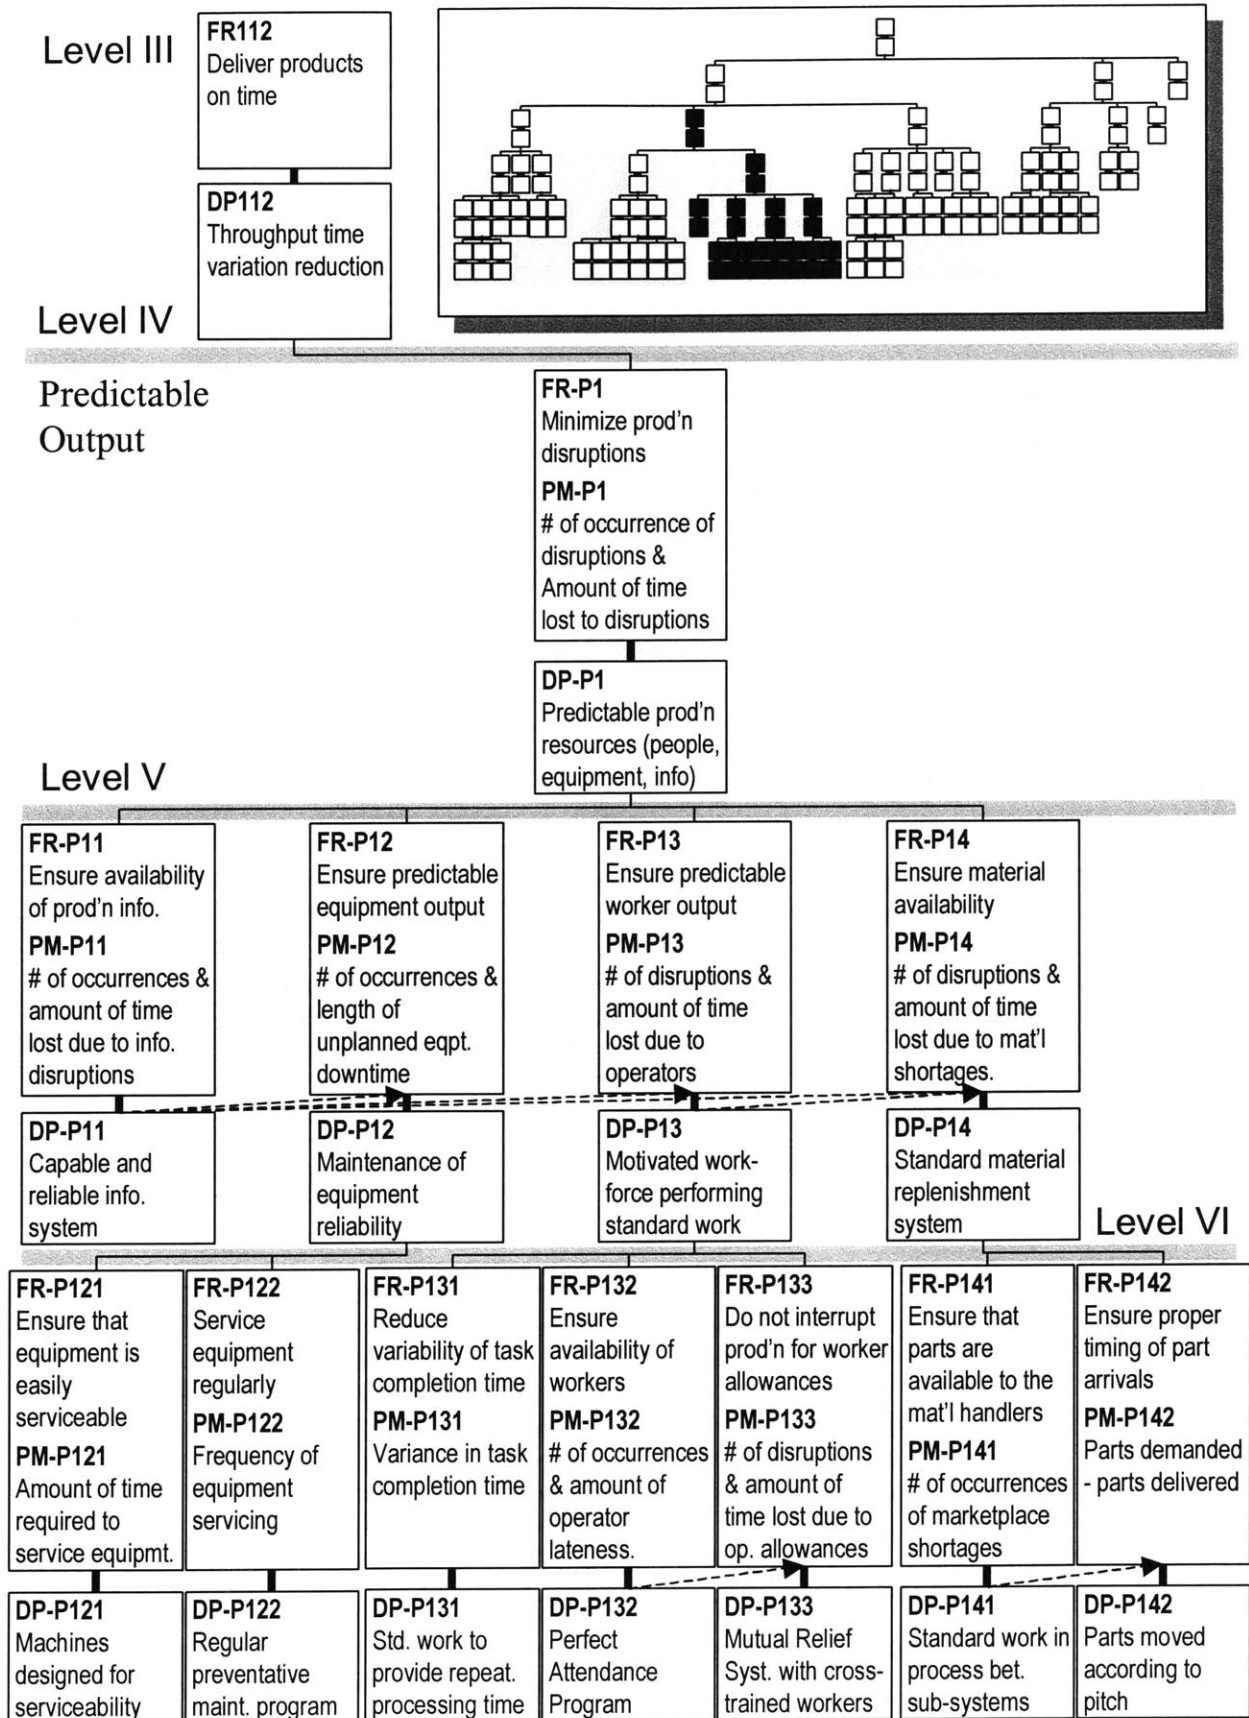 Level III
FR112
Deliver products
on time
DP112
Throughput time
variation reduction
Level IV
Predictable
Output
FR-P1
Minimize prod'n
disruptions
PM-P1
# of occurrence of
disruptions &
Amount of time
lost to disruptions
DP-P1
Predictable prod'n
resources (people,
equipment, info)
Level V
FR-P11
Ensure availability
of prod'n info.
PM-P11
# of occurrences &
amount of time
lost due to info.
disruptions
DP-P11
Capable and
reliable info.
system
FR-P12
Ensure predictable
equipment output
PM-P12
# of occurrences &
length of
unplanned eqpt.
downtime
DP-P12
Maintenance of
equipment
reliability
FR-P13
Ensure predictable
worker output
PM-P13
# of disruptions &
amount of time
lost due to
operators
DP-P13
Motivated work-
force performing
standard work
FR-P14
Ensure material
availability
PM-P14
# of disruptions &
amount of time
lost due to mat'l
shortages.
DP-P14
Standard material
replenishment
system
Level VI
FR-P121
Ensure that
equipment is
easily
serviceable
PM-P121
Amount of time
required to
service equipmt.
DP-P121
Machines
designed for
serviceability
FR-P122
Service
equipment
regularly
PM-P122
Frequency of
equipment
servicing
DP-P122
Regular
preventative
maint. program
FR-P131
Reduce
variability of task
completion time
PM-P131
Variance in task
completion time
DP-P131
Std. work to
provide repeat.
processing time
FR-P132
Ensure
availability of
workers
PM-P132
# of occurrences
& amount of
operator
lateness.
DP-P132
Perfect
Attendance
Program
FR-P133
Do not interrupt
prod'n for worker
allowances
PM-P133
# of disruptions
& amount of
time lost due to
op. allowances
DP-P133
Mutual Relief
Syst. with cross-
trained workers
FR-P141
Ensure that
parts are
available to the
mat'l handlers
PM-P141
# of occurrences
of marketplace
shortages
DP-P141
Standard work in
process bet.
sub-systems
FR-P142
Ensure proper
timing of part
arrivals
PM-P142
Parts demanded
- parts delivered
DP-P142
Parts moved
according to
pitch